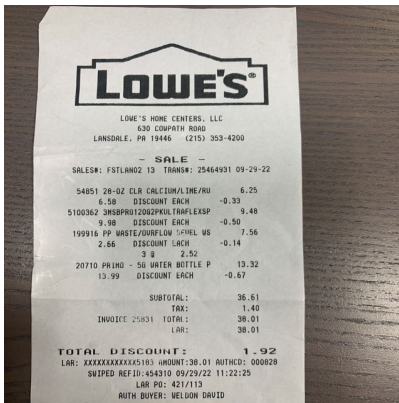 LOWE'S®
LOWE'S HOME CENTERS, LLC
630 COWPATH ROAD
LANSDALE, PA 19446 (215) 353-4200
- SALE -
SALES#: FSTLAN02 13 TRANS#: 25464931 09-29-22
54851 28-OZ CLR CALCIUM/LIME/RU 6.25
6.58 DISCOUNT EACH -0.33
5100362 3MSBPRO120G2PKULTRAFLEXSP 9.48
9.98 DISCOUNT EACH -0.50
199916 PP WASTE/OVRFLOW BEVEL WS 7.56
2.66 DISCOUNT EACH -0.14
3 @ 2.52
20710 PRIMO - 5G WATER BOTTLE P 13.32
13.99 DISCOUNT EACH -0.67
SUBTOTAL: 36.61
TAX: 1.40
INVOICE 25831 TOTAL: 38.01
LAR: 38.01
TOTAL DISCOUNT: 1.92
LAR: XXXXXXXXXXXX5103 AMOUNT:38.01 AUTHCD: 000828
SWIPED REFID:454310 09/29/22 11:22:25
LAR PO: 421/113
AUTH BUYER: WELDON DAVID